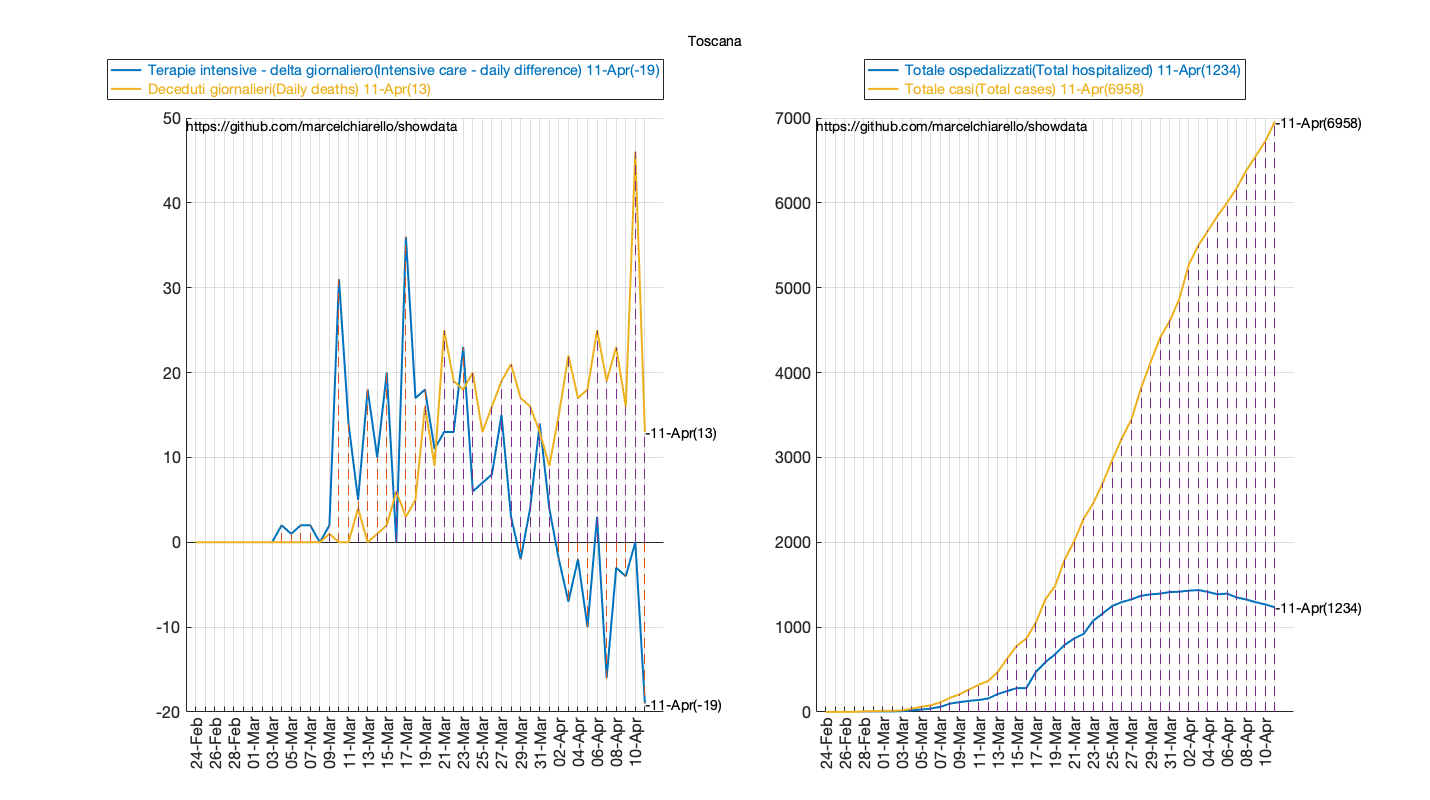 Toscana
Terapie intensive - delta giornaliero(Intensive care - daily difference) 11-Apr(-19)
Deceduti giornalieri(Daily deaths) 11-Apr(13)
https://github.com/marcelchiarello/showdata
50
40
30
20
10
0
-10
-20
-11-Apr(13)
-11-Apr(-19)
24-Feb
26-Feb
28-Feb
01-Mar
03-Mar
05-Mar
07-Mar
09-Mar
11-Mar
13-Mar
15-Mar
17-Mar
19-Mar
21-Mar
23-Mar
25-Mar
27-Mar
29-Mar
31-Mar
02-Apr
04-Apr
06-Apr
08-Apr
10-Apr
Totale ospedalizzati(Total hospitalized) 11-Apr(1234)
Totale casi(Total cases) 11-Apr(6958)
https://github.com/marcelchiarello/showdata
7000
6000
5000
4000
3000
2000
1000
0
-11-Apr(6958)
-11-Apr(1234)
24-Feb
26-Feb
28-Feb
01-Mar
03-Mar
05-Mar
07-Mar
09-Mar
11-Mar
13-Mar
15-Mar
17-Mar
19-Mar
21-Mar
23-Mar
25-Mar
27-Mar
29-Mar
31-Mar
02-Apr
04-Apr
06-Apr
08-Apr
10-Apr